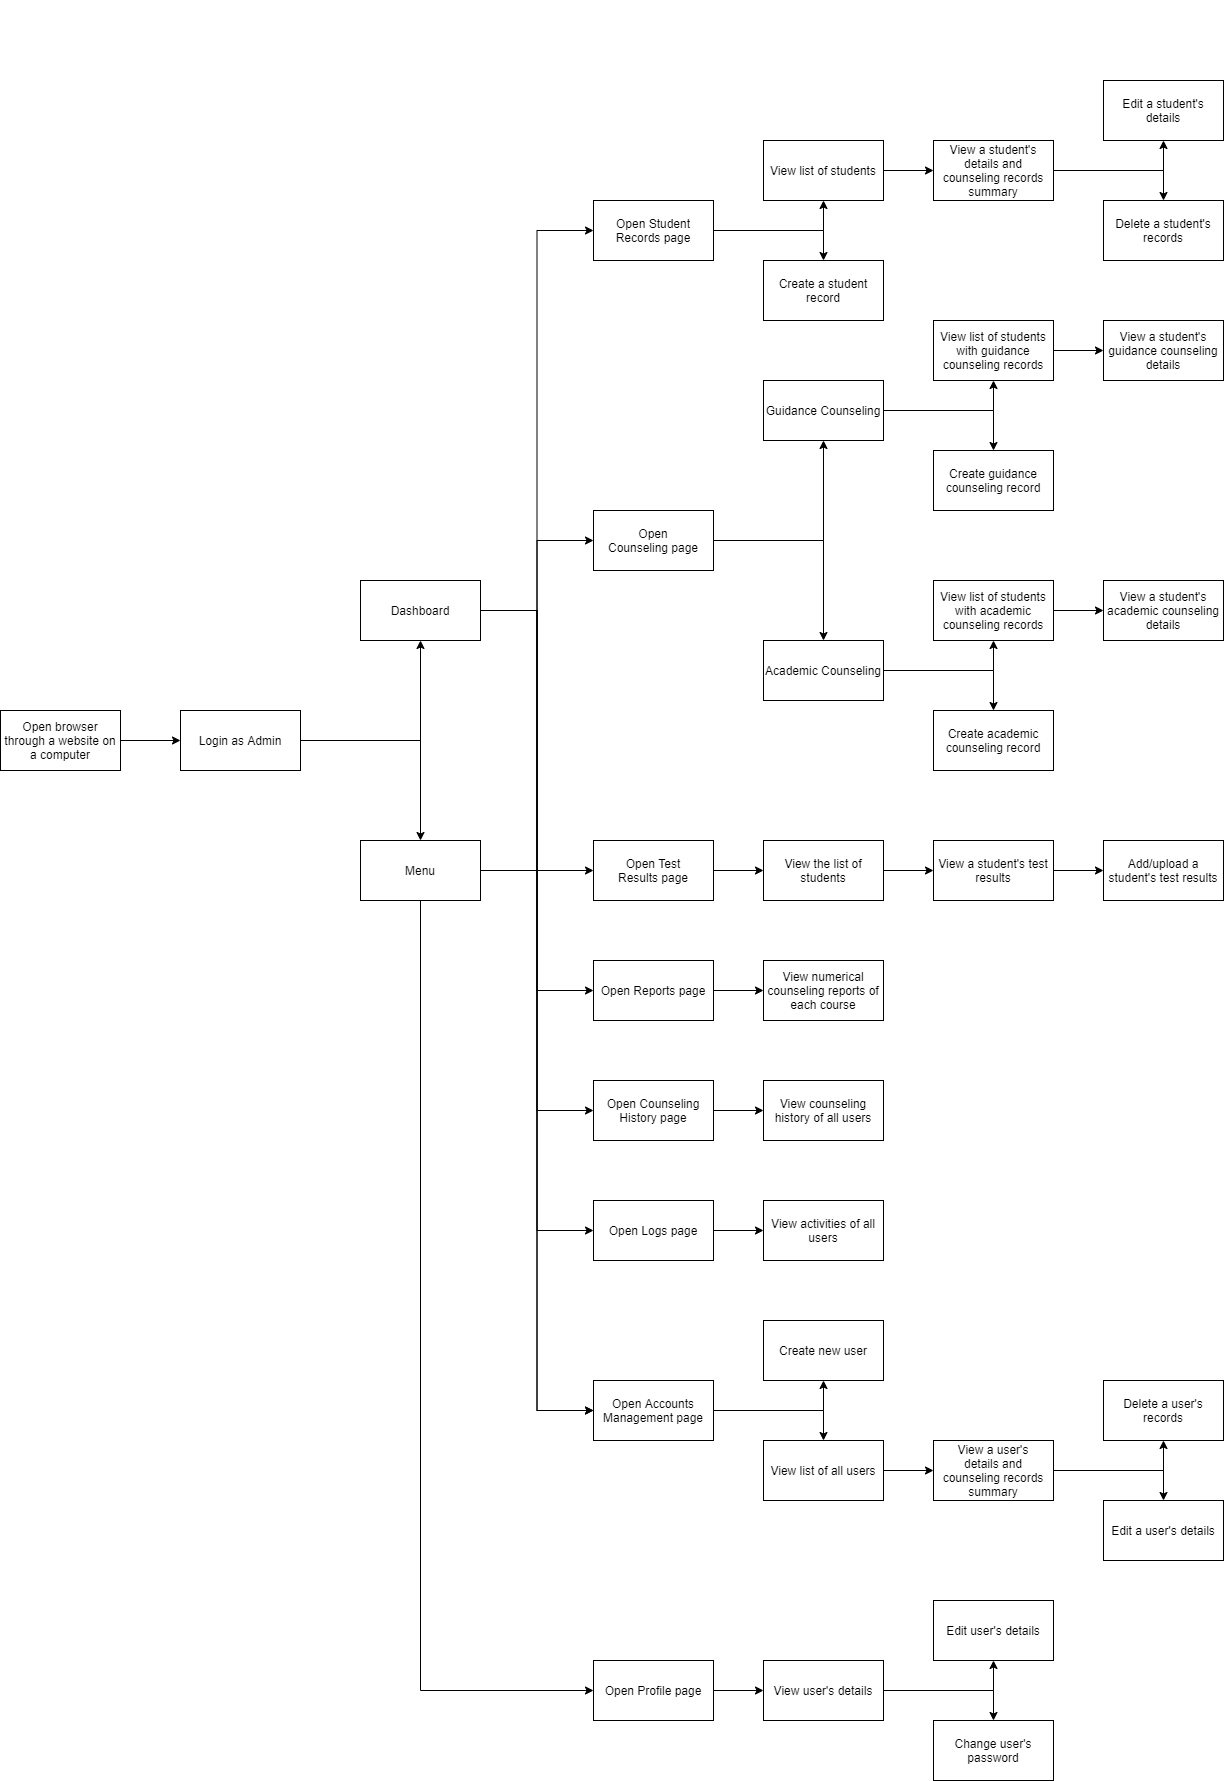 Edit a student's
details
View a student's
details and
counseling records
summary
View list of students
Open Student
Records page
Delete a student's
records
Create a student
record
View list of students
with guidance
counseling records
View a student's
guidance counseling
details
Guidance Counseling
Create guidance
counseling record
Open
Counseling page
Dashboard
View list of students
with academic
counseling records
View a student's
academic counseling
details
Academic Counseling
Open browser
through a website on
a computer
Login as Admin
Create academic
counseling record
Menu
Open Test
Results page
View the list of
students
View a student's test
results
Add/upload a
student's test results
Open Reports page
View numerical
counseling reports of
each course
Open Counseling
History page
View counseling
history of all users
Open Logs page
View activities of all
users
Create new user
Open Accounts
Management page
Delete a user's
records
View list of all users
View a user's
details and
counseling records
summary
Edit a user's details
Edit user's details
Open Profile page
View user's details
Change user's
password